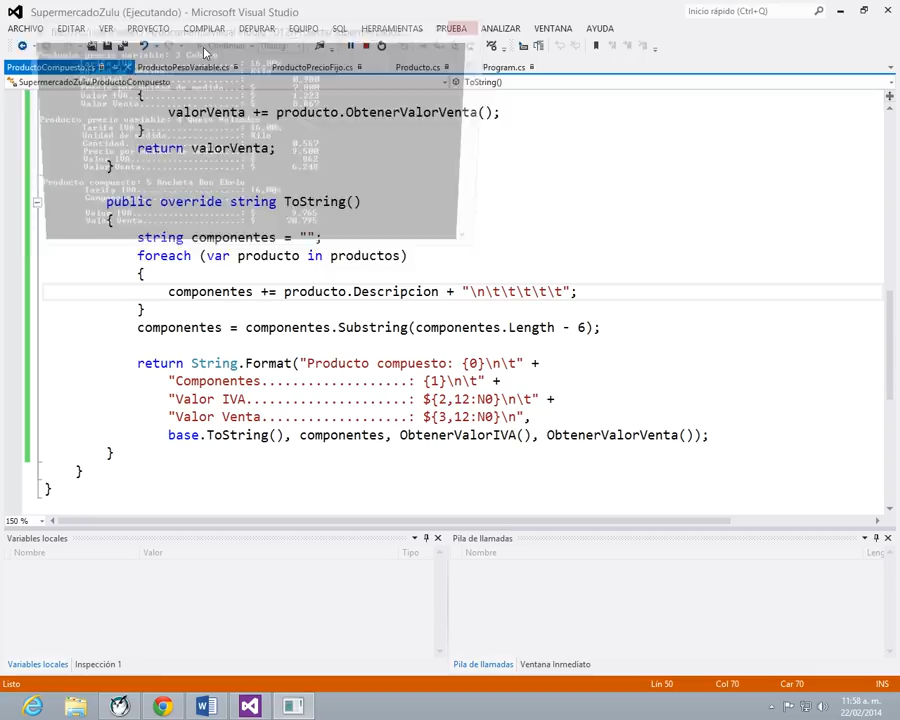 SupermercadoZulu (Ejecutando) - Microsoft Visual Studio
Inicio rápido (Ctrl+Q)
ARCHIVO EDITAR VER PROYECTO COMPILAR DEPURAR EQUIPO SQL HERRAMIENTAS PRUEBA ANALIZAR VENTANA AYUDA
ProductoCompuesto.cs ProductoPesoVariable.cs ProductoPrecioFijo.cs Producto.cs Program.cs
SupermercadoZulu.ProductoCompuesto ToString()
{
valorVenta += producto.ObtenerValorVenta();
}
return valorVenta;
}
public override string ToString()
{
string componentes = "";
foreach (var producto in productos)
{
componentes += producto.Descripcion + "\n\t\t\t\t\t";
}
componentes = componentes.Substring(componentes.Length - 6);
return String.Format("Producto compuesto: {0}\n\t" +
"Componentes...................: {1}\n\t" +
"Valor IVA.....................: ${2,12:N0}\n\t" +
"Valor Venta...................: ${3,12:N0}\n",
base.ToString(), componentes, ObtenerValorIVA(), ObtenerValorVenta());
}
}
}
150 %
Variables locales Pila de llamadas
Nombre Valor Tipo Nombre Leng
Variables locales Inspección 1 Pila de llamadas Ventana Inmediato
Listo Lín 50 Col 70 Car 70 INS
11:58 a. m.
22/02/2014